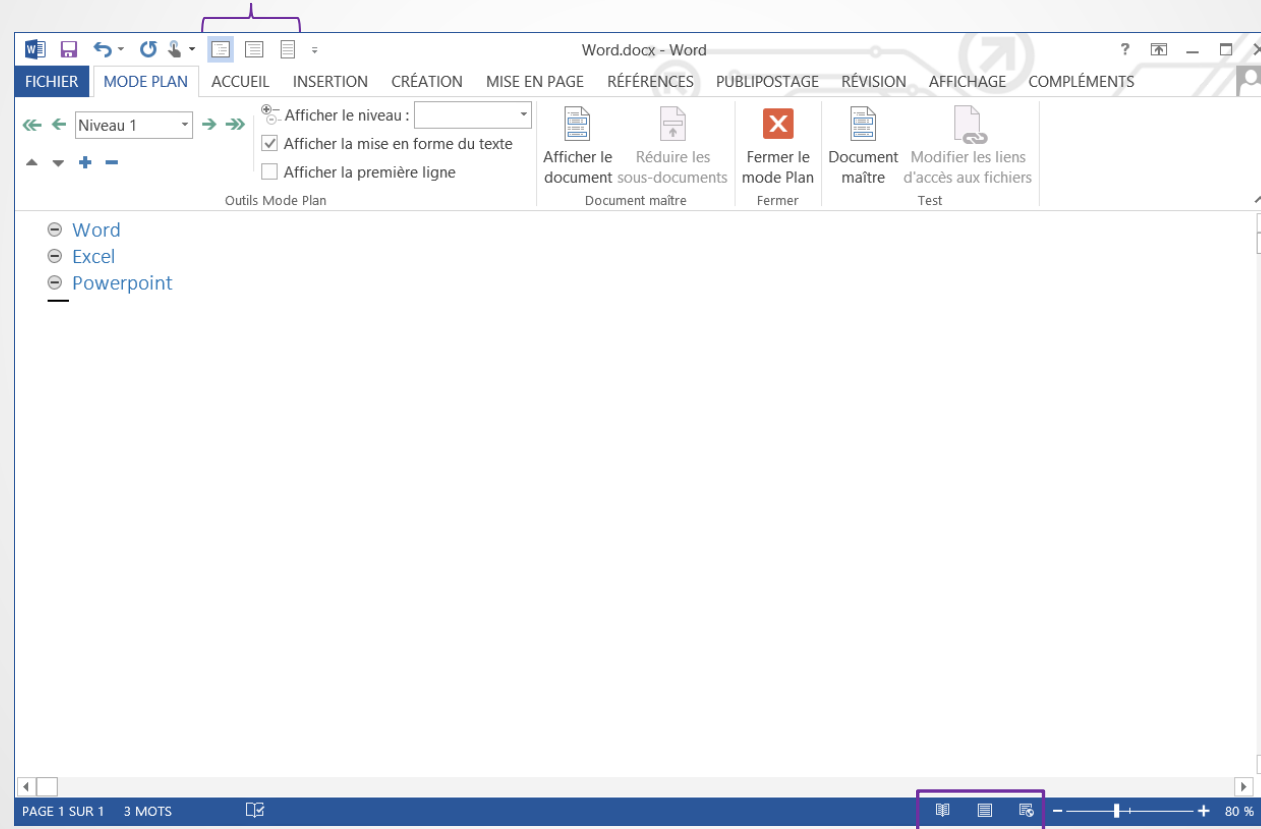 Word.docx - Word
?
FICHIER MODE PLAN ACCUEIL INSERTION CRÉATION MISE EN PAGE RÉFÉRENCES PUBLIPOSTAGE RÉVISION AFFICHAGE COMPLÉMENTS
Niveau 1
Afficher le niveau :
Afficher la mise en forme du texte
Afficher la première ligne
Outils Mode Plan
Afficher le
document
Réduire les
sous-documents
Document maître
Fermer le
mode Plan
Fermer
Document
maître
Modifier les liens
d'accès aux fichiers
Test
Word
Excel
Powerpoint
PAGE 1 SUR 1 3 MOTS
80 %